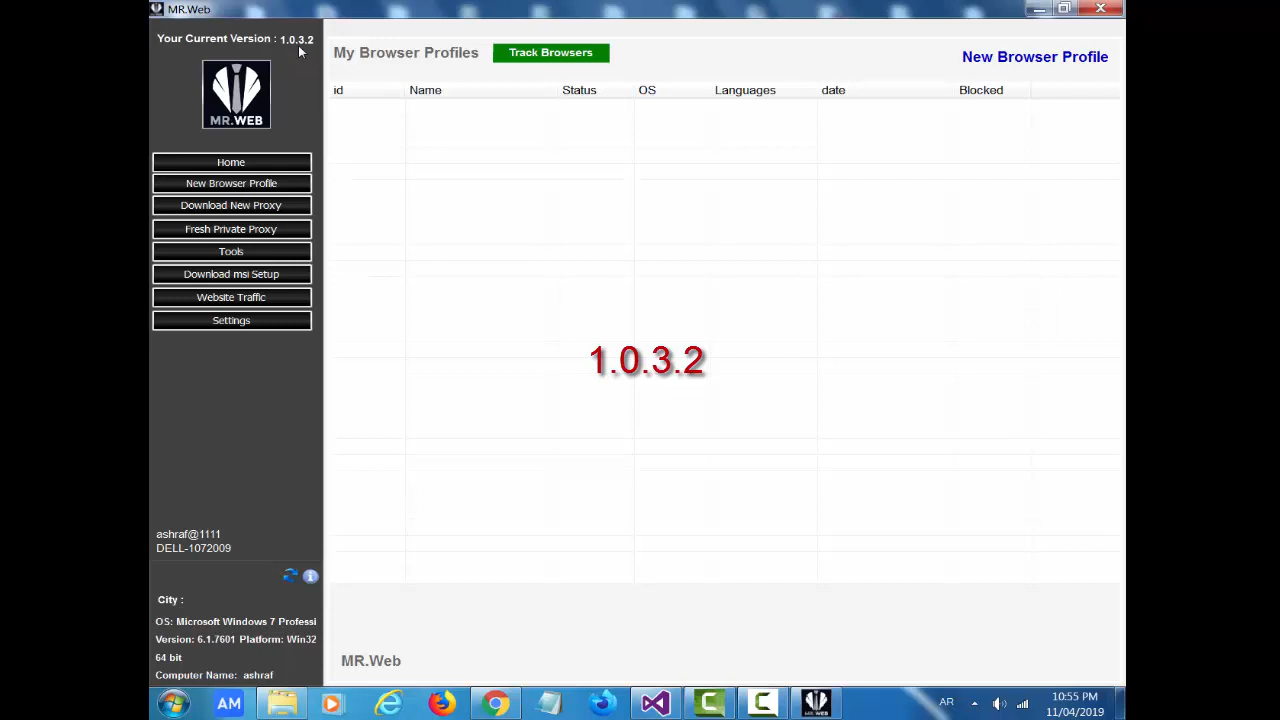 MR.Web
Your Current Version : 1.0.3.2
MR.WEB
Home
New Browser Profile
Download New Proxy
Fresh Private Proxy
Tools
Download msi Setup
Website Traffic
Settings
ashraf@1111
DELL-1072009
City :
OS: Microsoft Windows 7 Professi
Version: 6.1.7601 Platform: Win32
64 bit
Computer Name: ashraf
My Browser Profiles
Track Browsers
New Browser Profile
id Name Status OS Languages date Blocked
1.0.3.2
MR.Web
AM
AR
10:55 PM
11/04/2019